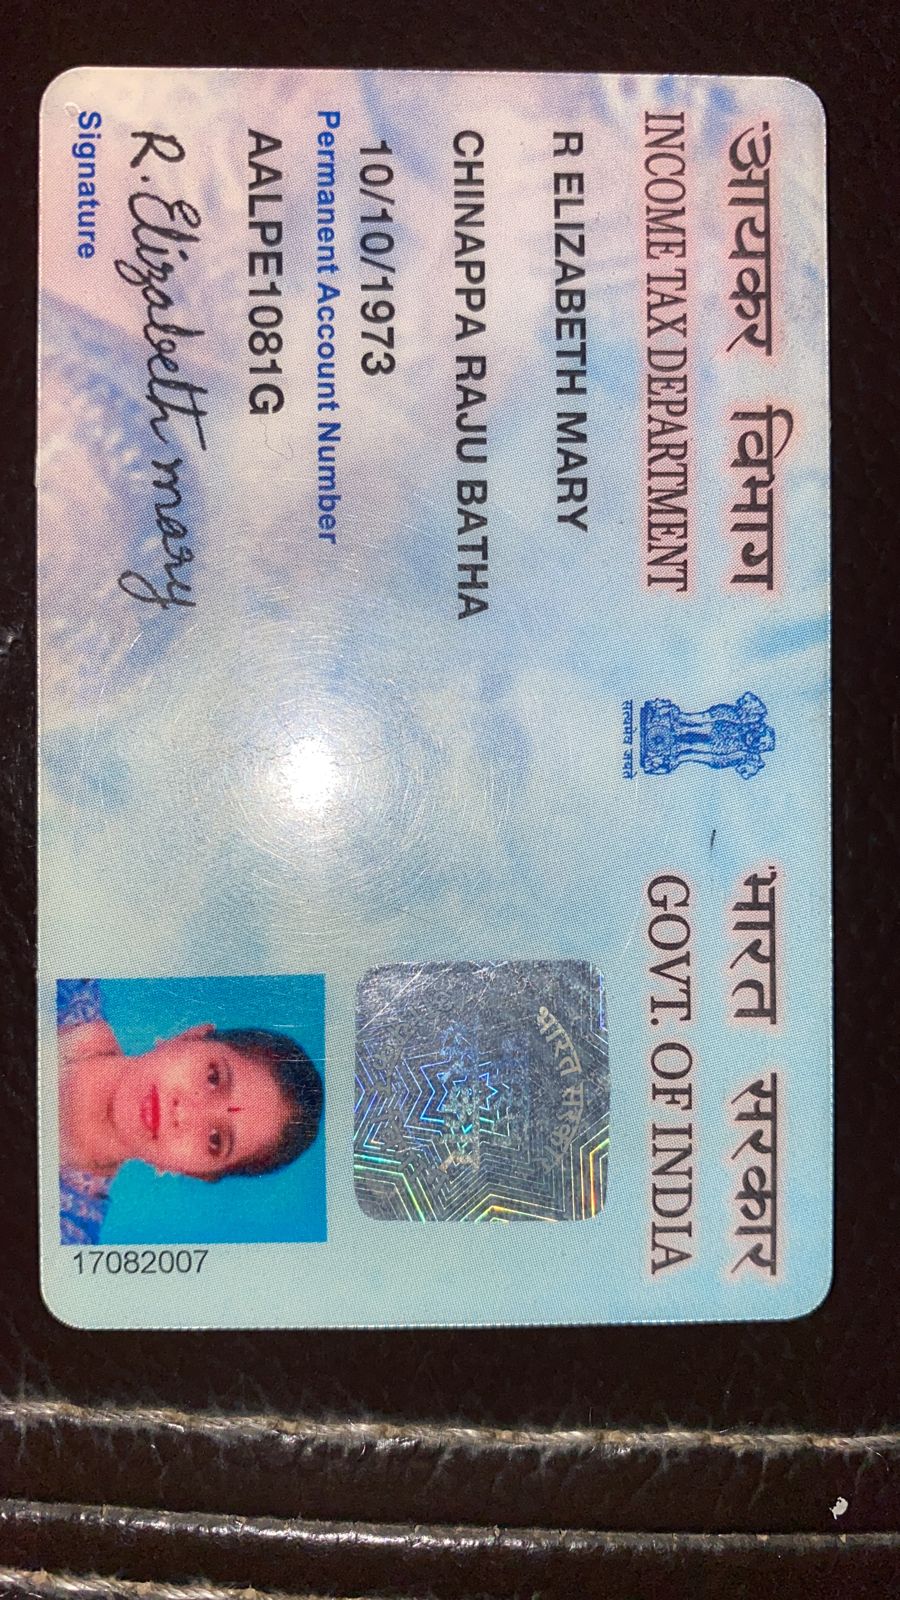 आयकर विभाग
INCOME TAX DEPARTMENT
सत्यमेव जयते
भारत सरकार
GOVT. OF INDIA
R ELIZABETH MARY
CHINAPPA RAJU BATHA
10/10/1973
Permanent Account Number
AALPE1081G
R. Elizabeth mary
Signature
भारत सरकार
17082007